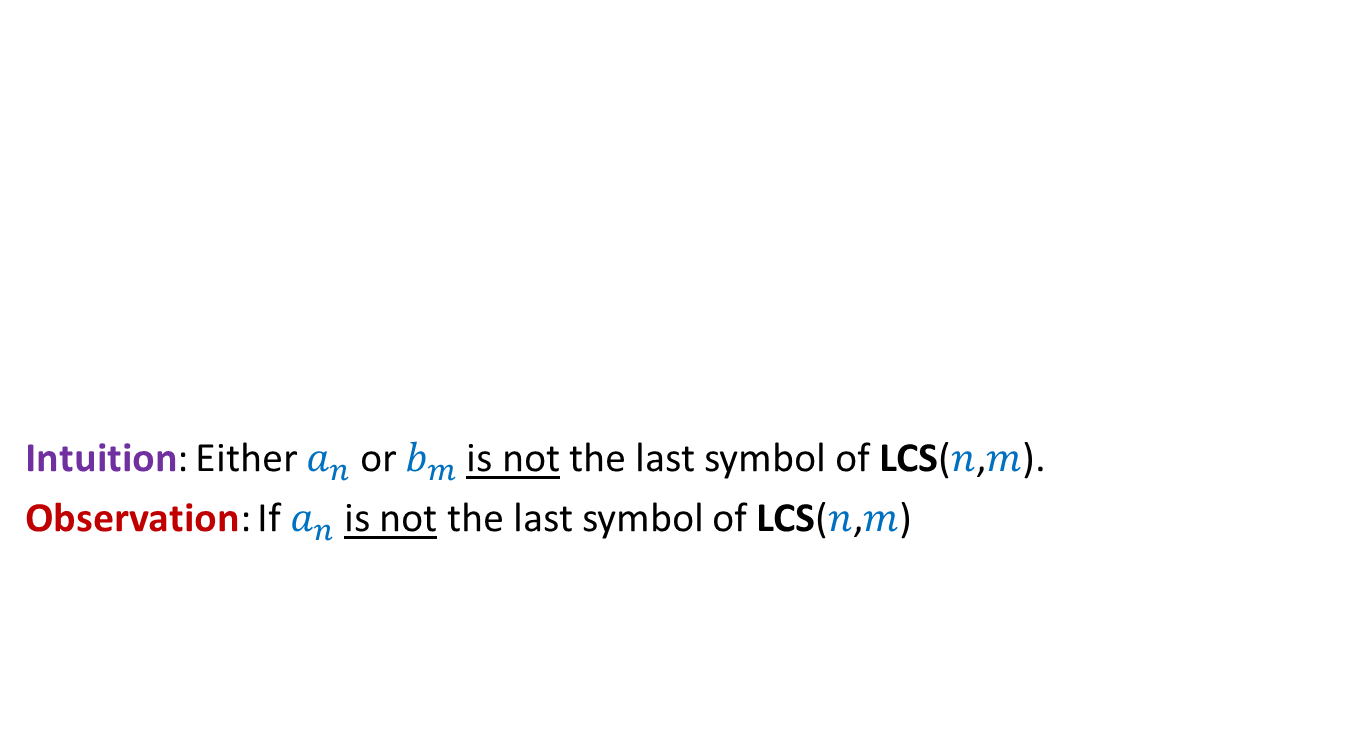 Intuition: Either aₙ or bₘ is not the last symbol of LCS(n,m).
Observation: If aₙ is not the last symbol of LCS(n,m)